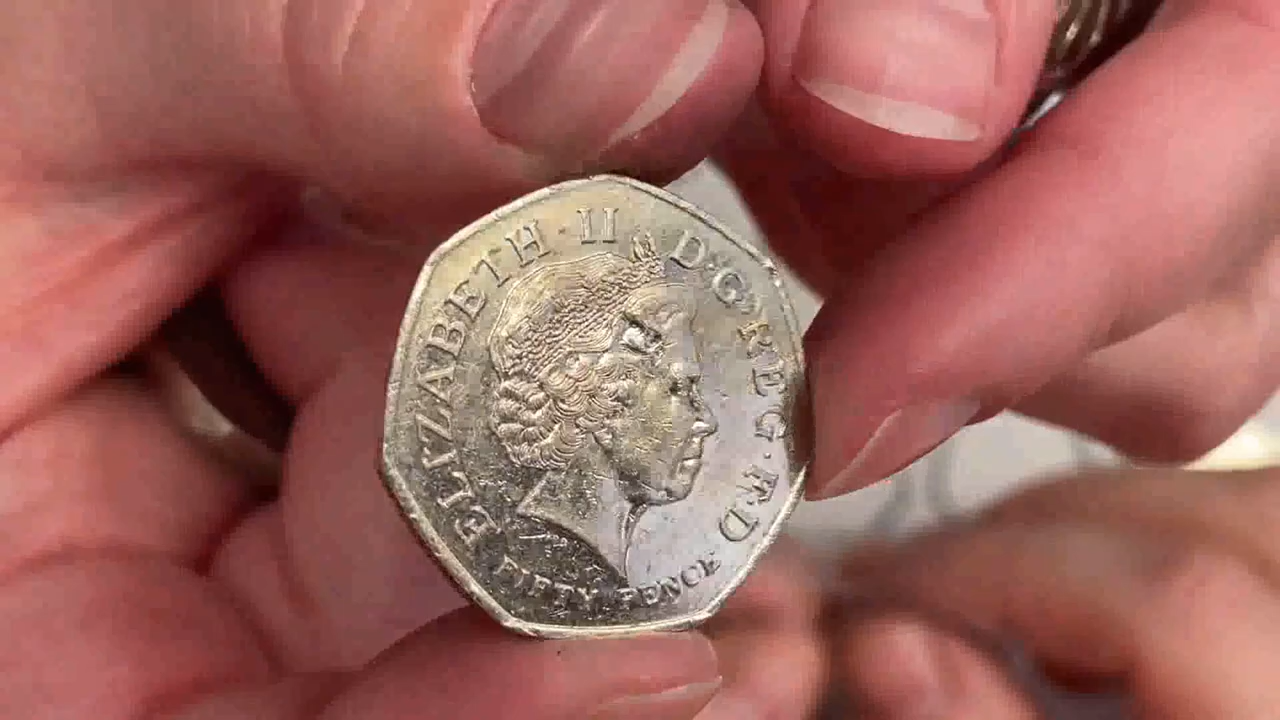 ELIZABETH · II D · G · REG · F · D
FIFTY PENCE